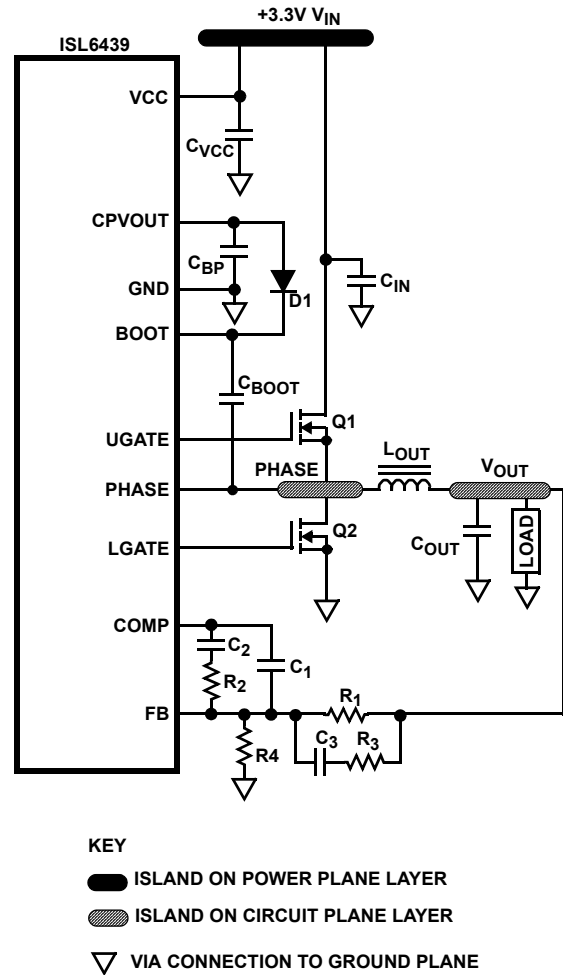 +3.3V VIN
ISL6439
VCC
CVCC
CPVOUT
CBP
GND
D1
CIN
BOOT
CBOOT
Q1
UGATE
LOUT
PHASE
PHASE
VOUT
Q2
COUT
LOAD
LGATE
COMP
C2
C1
R2
R1
FB
R4
C3
R3
KEY
ISLAND ON POWER PLANE LAYER
ISLAND ON CIRCUIT PLANE LAYER
VIA CONNECTION TO GROUND PLANE